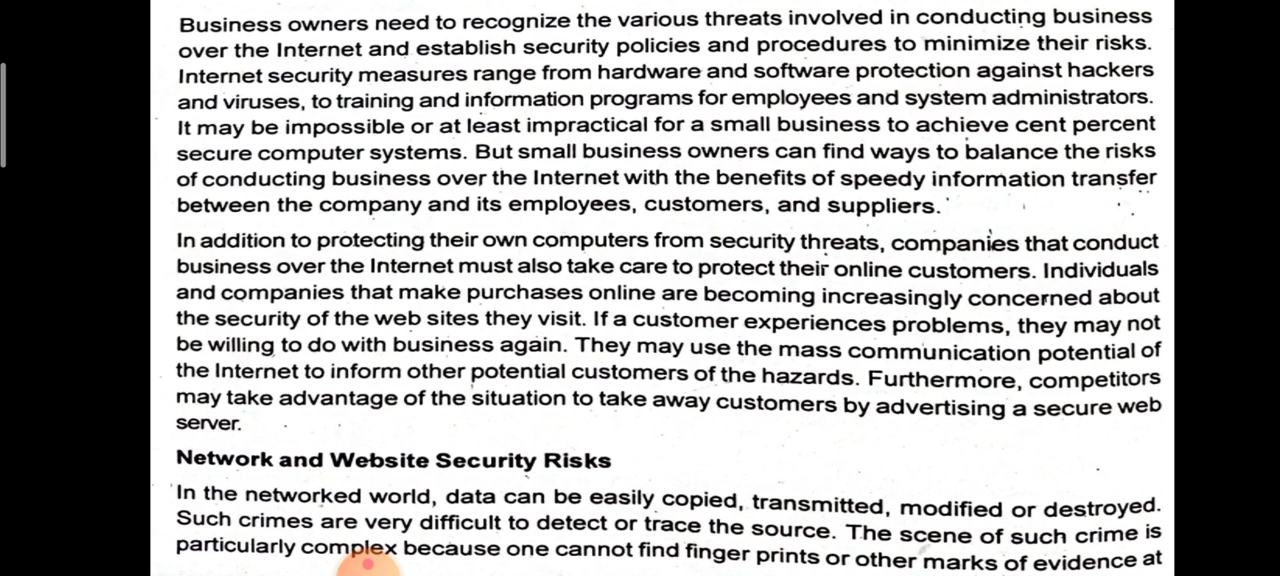 Business owners need to recognize the various threats involved in conducting business
over the Internet and establish security policies and procedures to minimize their risks.
Internet security measures range from hardware and software protection against hackers
and viruses, to training and information programs for employees and system administrators.
It may be impossible or at least impractical for a small business to achieve cent percent
secure computer systems. But small business owners can find ways to balance the risks
of conducting business over the Internet with the benefits of speedy information transfer
between the company and its employees, customers, and suppliers.
In addition to protecting their own computers from security threats, companies that conduct
business over the Internet must also take care to protect their online customers. Individuals
and companies that make purchases online are becoming increasingly concerned about
the security of the web sites they visit. If a customer experiences problems, they may not
be willing to do with business again. They may use the mass communication potential of
the Internet to inform other potential customers of the hazards. Furthermore, competitors
may take advantage of the situation to take away customers by advertising a secure web
server.
Network and Website Security Risks
In the networked world, data can be easily copied, transmitted, modified or destroyed.
Such crimes are very difficult to detect or trace the source. The scene of such crime is
particularly complex because one cannot find finger prints or other marks of evidence at